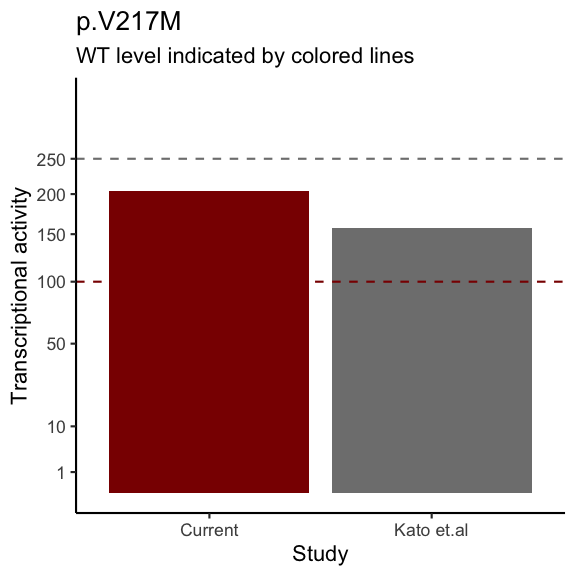 p.V217M
WT level indicated by colored lines
Transcriptional activity
250
200
150
100
50
10
1
Current
Kato et.al
Study